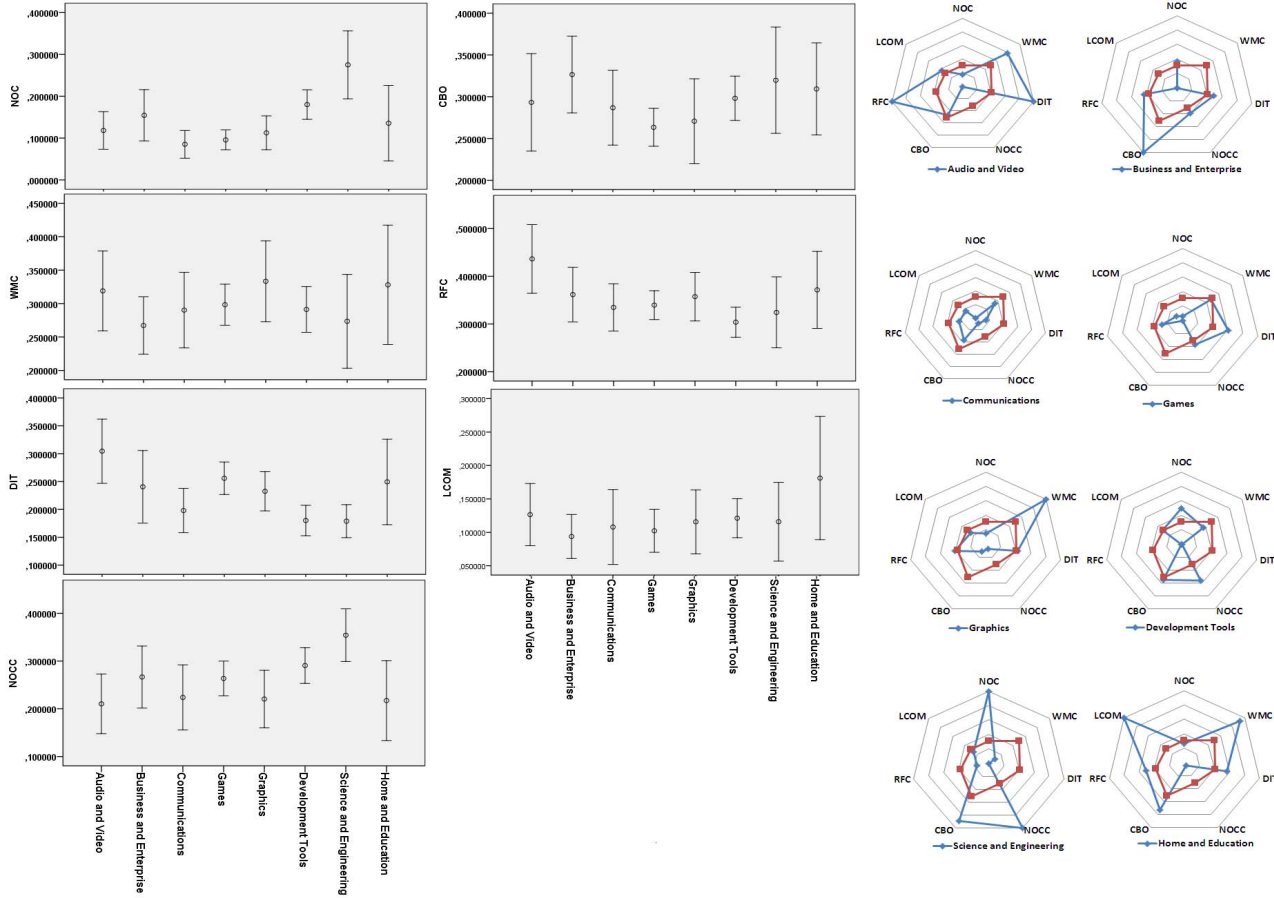 NOC
,400000
,300000
,200000
,100000
,000000
WMC
,450000
,400000
,350000
,300000
,250000
,200000
DIT
,400000
,350000
,300000
,250000
,200000
,150000
,100000
NOCC
,400000
,300000
,200000
,100000
Audio and Video
Business and Enterprise
Communications
Games
Graphics
Development Tools
Science and Engineering
Home and Education
CBO
,400000
,350000
,300000
,250000
,200000
RFC
,500000
,400000
,300000
,200000
LCOM
,300000
,250000
,200000
,150000
,100000
,050000
Audio and Video
Business and Enterprise
Communications
Games
Graphics
Development Tools
Science and Engineering
Home and Education
NOC
LCOM WMC
RFC DIT
CBO NOCC
Audio and Video
NOC
LCOM WMC
RFC DIT
CBO NOCC
Business and Enterprise
NOC
LCOM WMC
RFC DIT
CBO NOCC
Communications
NOC
LCOM WMC
RFC DIT
CBO NOCC
Games
NOC
LCOM WMC
RFC DIT
CBO NOCC
Graphics
NOC
LCOM WMC
RFC DIT
CBO NOCC
Development Tools
NOC
LCOM WMC
RFC DIT
CBO NOCC
Science and Engineering
NOC
LCOM WMC
RFC DIT
CBO NOCC
Home and Education